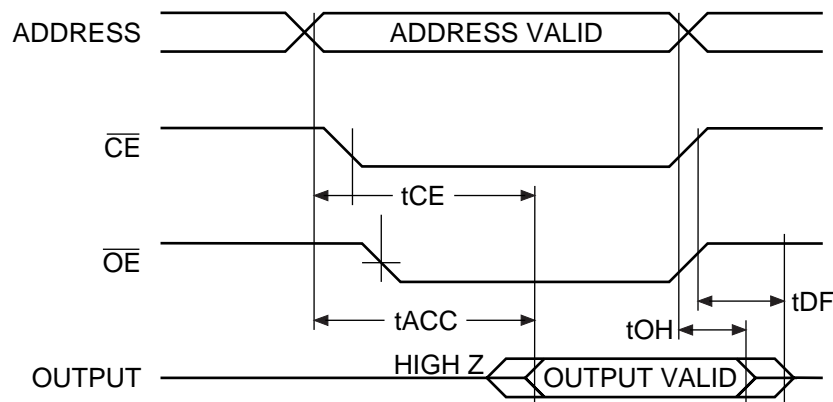 ADDRESS
ADDRESS VALID
CE
tCE
OE
tDF
tACC
tOH
HIGH Z
OUTPUT
OUTPUT VALID